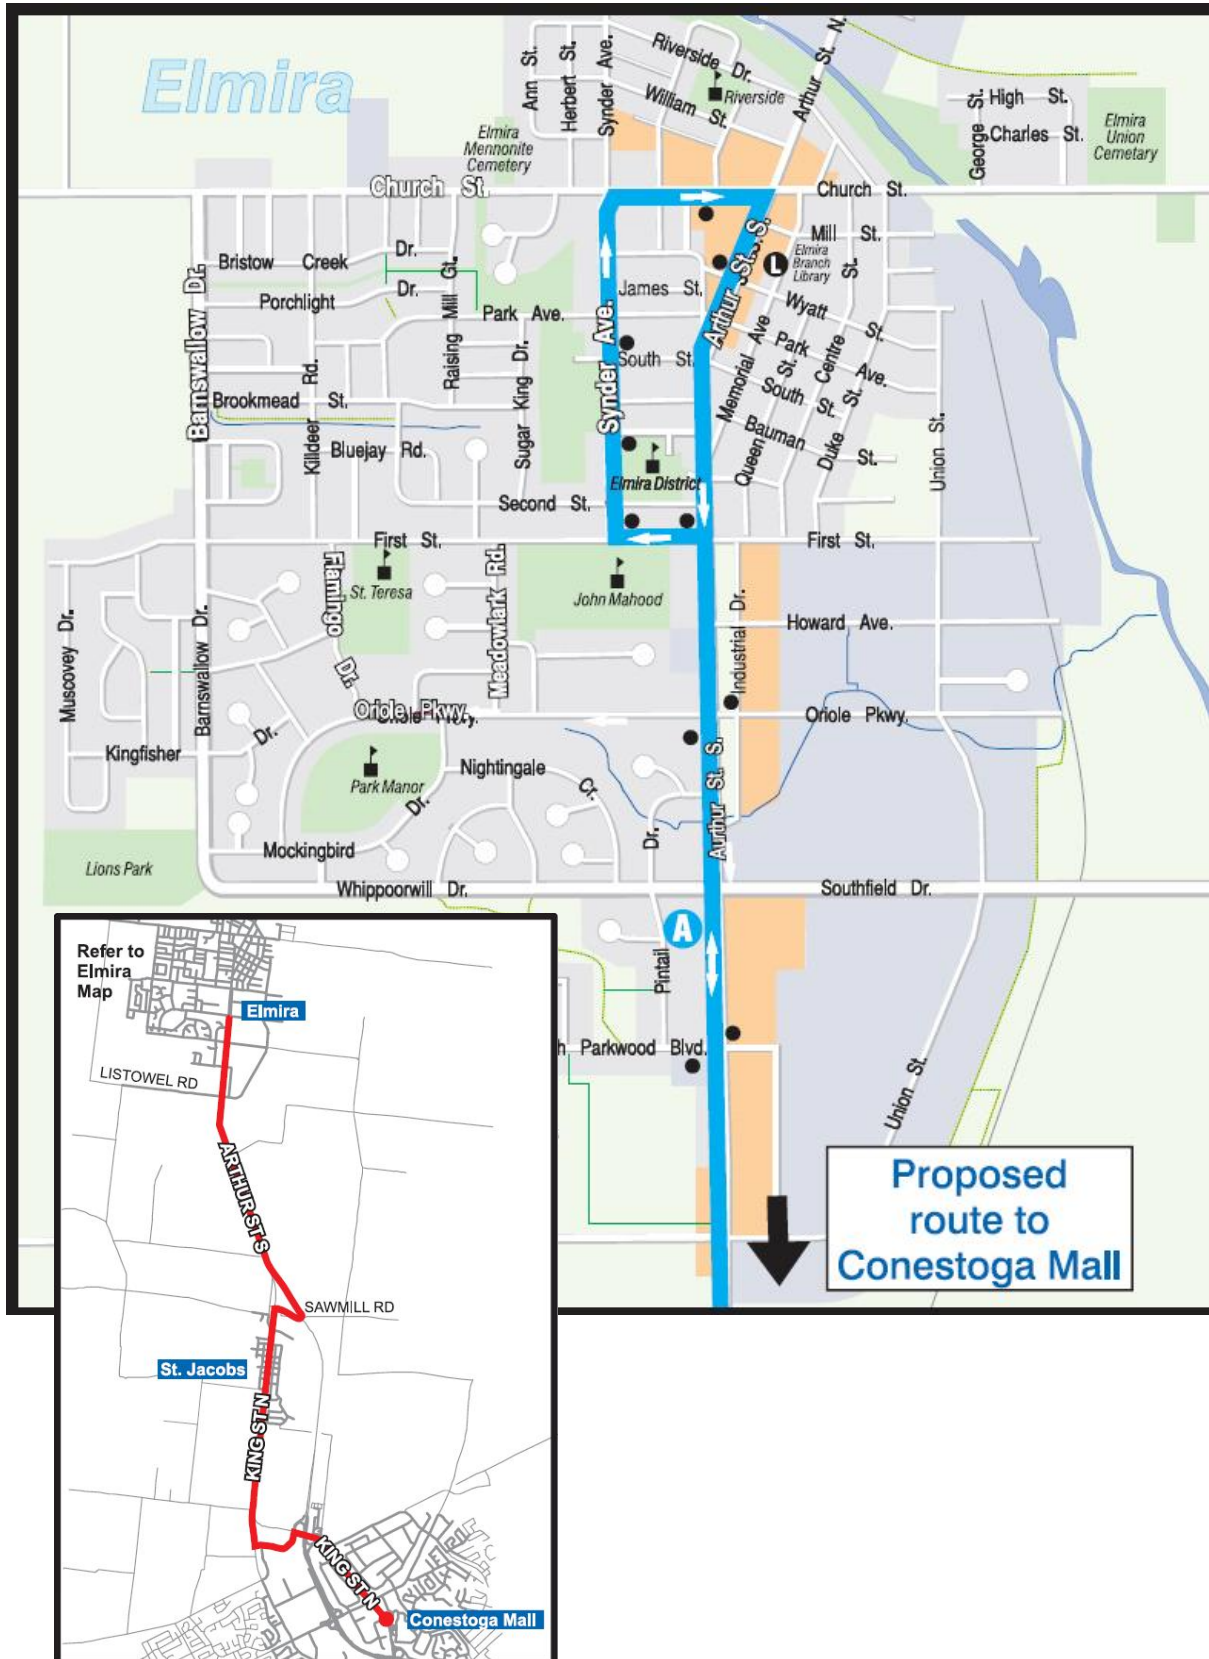 Elmira
Ann St.
Herbert St.
Synder Ave.
Riverside Dr.
Riverside
William St.
Arthur St. N.
George St.
High St.
Charles St.
Elmira
Union
Cemetary
Elmira
Mennonite
Cemetery
Church St.
Church St.
Mill St.
Elmira
Branch
Library
L
St.
Arthur St. S.
Bristow Creek Dr.
Porchlight Dr.
Raising Mill Gt.
Park Ave.
James St.
Wyatt St.
Park Ave.
South St.
South St.
Bauman St.
Memorial Ave
Queen St.
Centre
Duke St.
Union St.
Barnswallow Dr.
Brookmead St.
Killdeer Rd.
Bluejay Rd.
Sugar King Dr.
Synder Ave.
Elmira District
Second St.
First St.
First St.
Flamingo Dr.
St. Teresa
Meadowlark Rd.
John Mahood
Industrial Dr.
Howard Ave.
Muscovey Dr.
Barnswallow Dr.
Oriole Pkwy.
Oriole Pkwy.
Oriole Pkwy.
Kingfisher Dr.
Park Manor
Nightingale Cr.
Aurthur St. S.
Mockingbird Dr.
Dr.
Lions Park
Whippoorwill Dr.
Southfield Dr.
A
Pintail
h Parkwood Blvd.
Union St.
Proposed
route to
Conestoga Mall
Refer to
Elmira
Map
Elmira
LISTOWEL RD
ARTHUR ST S
SAWMILL RD
St. Jacobs
KING ST N
KING ST N
Conestoga Mall